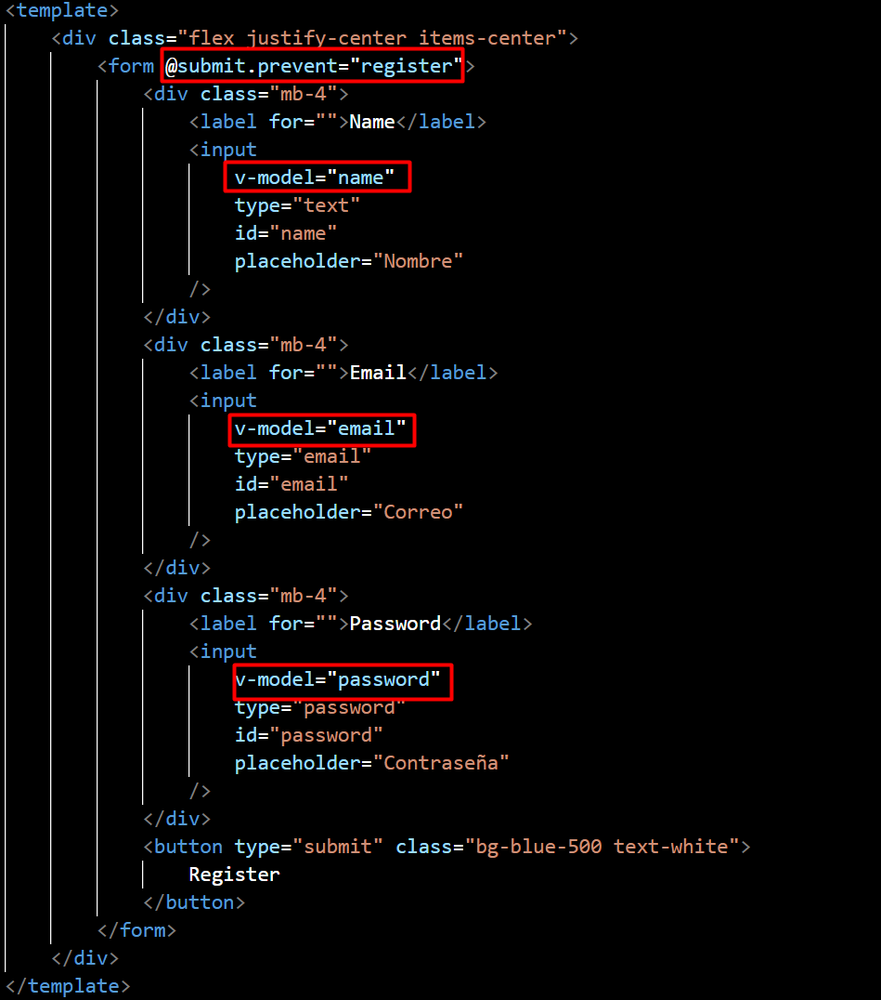 <template>
<div class="flex justify-center items-center">
<form @submit.prevent="register">
<div class="mb-4">
<label for="">Name</label>
<input
v-model="name"
type="text"
id="name"
placeholder="Nombre"
/>
</div>
<div class="mb-4">
<label for="">Email</label>
<input
v-model="email"
type="email"
id="email"
placeholder="Correo"
/>
</div>
<div class="mb-4">
<label for="">Password</label>
<input
v-model="password"
type="password"
id="password"
placeholder="Contraseña"
/>
</div>
<button type="submit" class="bg-blue-500 text-white">
Register
</button>
</form>
</div>
</template>